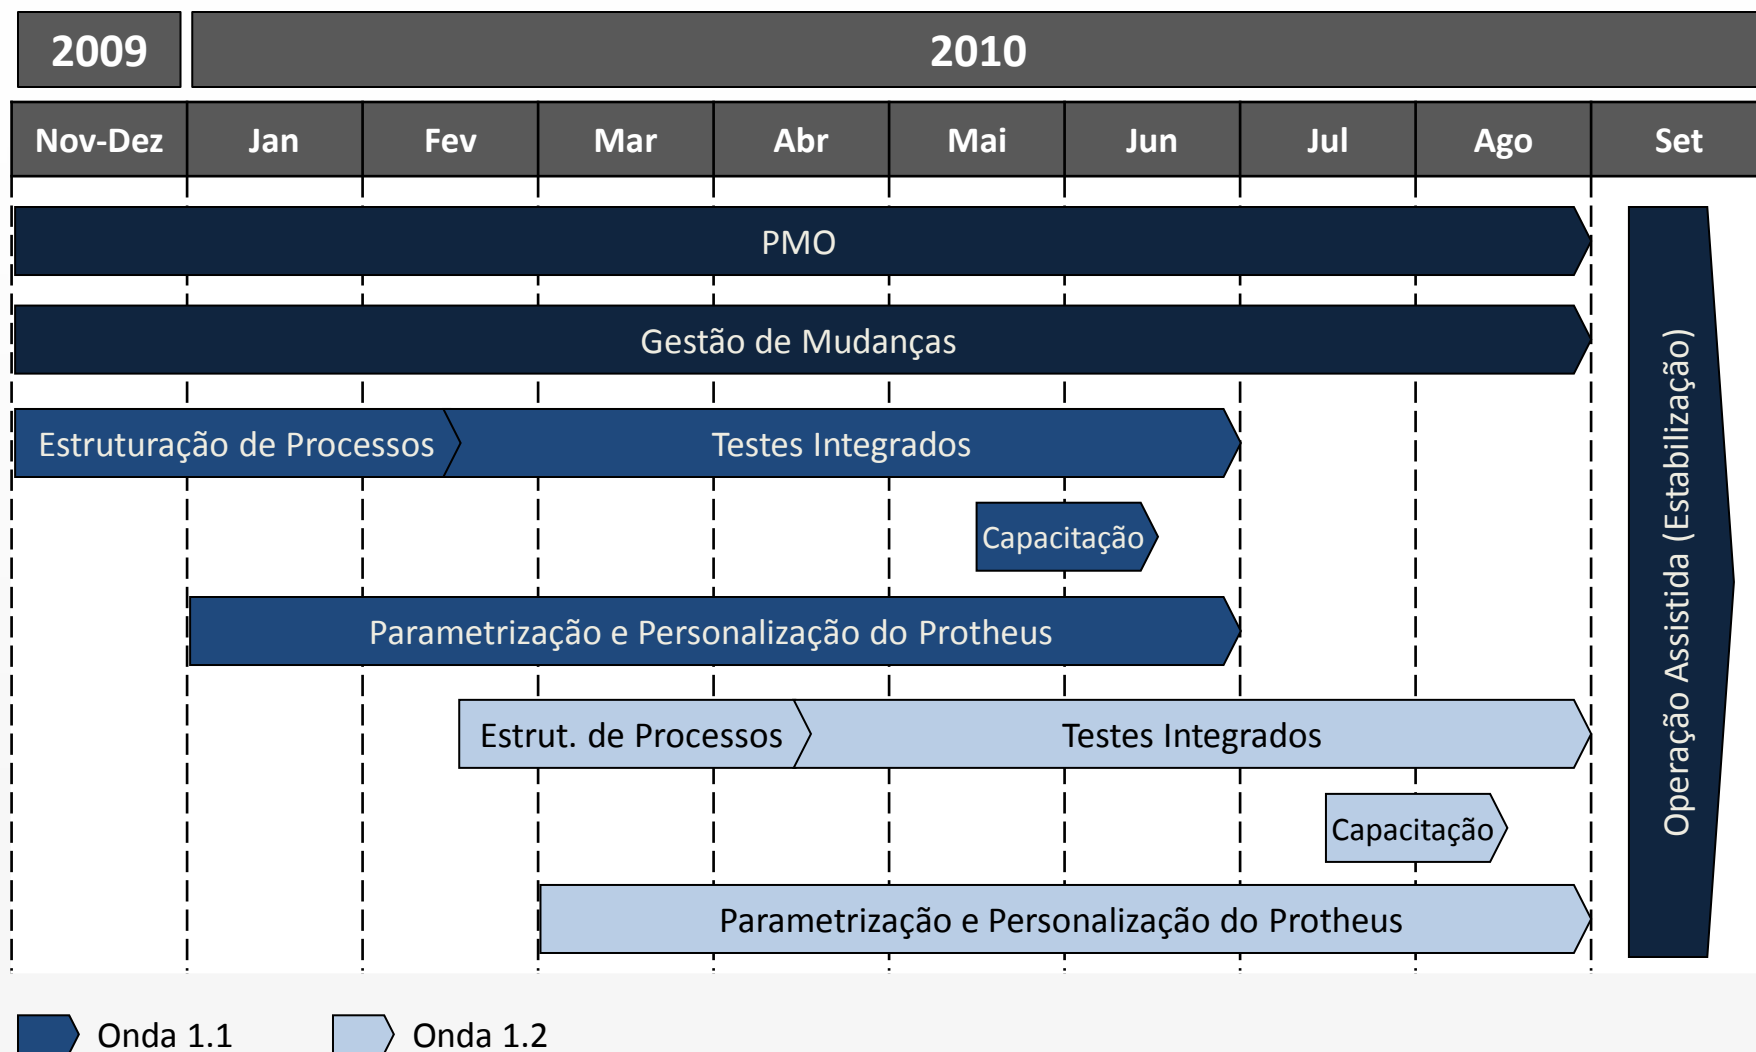 2009
2010
Nov-Dez
Jan
Fev
Mar
Abr
Mai
Jun
Jul
Ago
Set
PMO
Gestão de Mudanças
Estruturação de Processos
Testes Integrados
Capacitação
Parametrização e Personalização do Protheus
Estrut. de Processos
Testes Integrados
Capacitação
Parametrização e Personalização do Protheus
Operação Assistida (Estabilização)
Onda 1.1
Onda 1.2